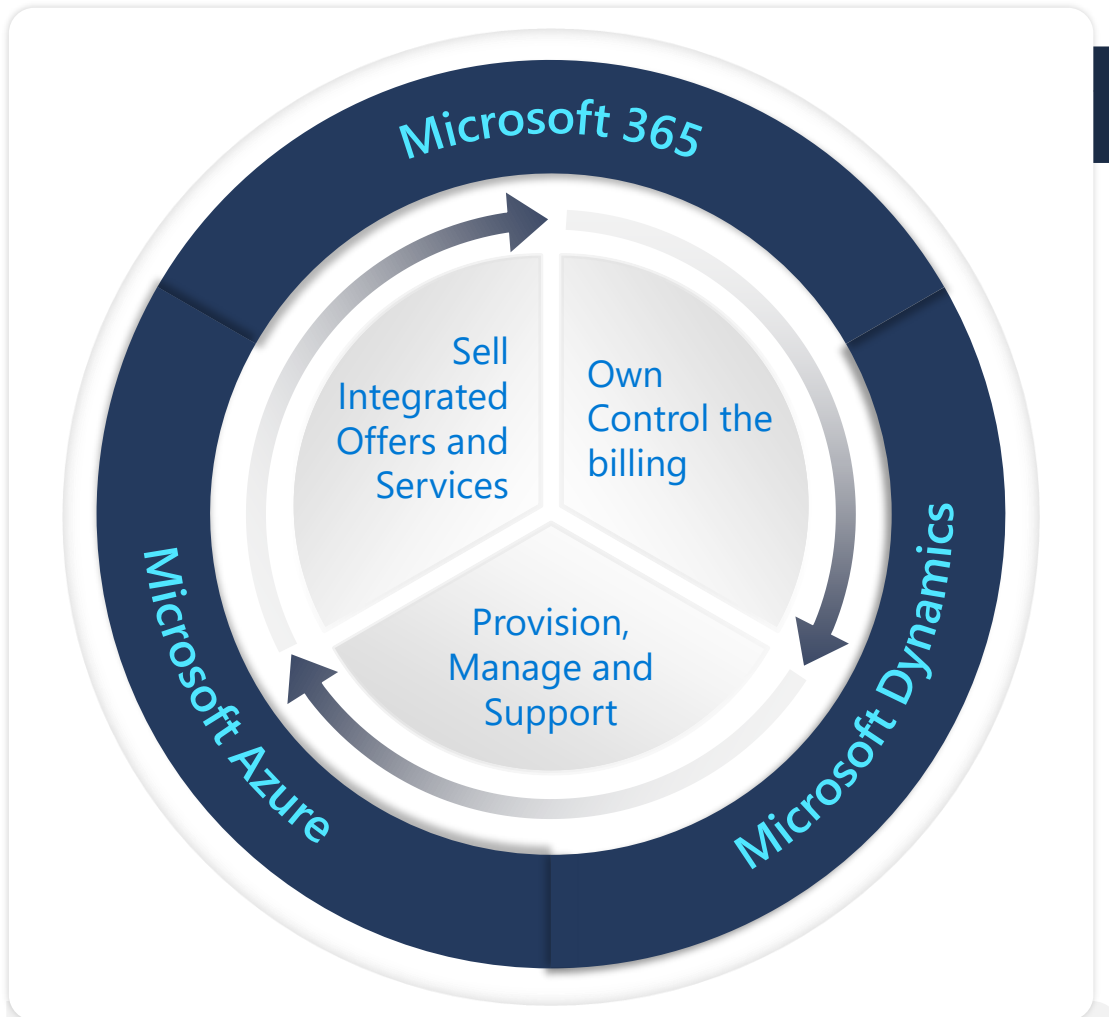 Microsoft 365
Sell
Integrated
Offers and
Services
Own
Control the
billing
Provision,
Manage and
Support
Microsoft Azure
Microsoft Dynamics